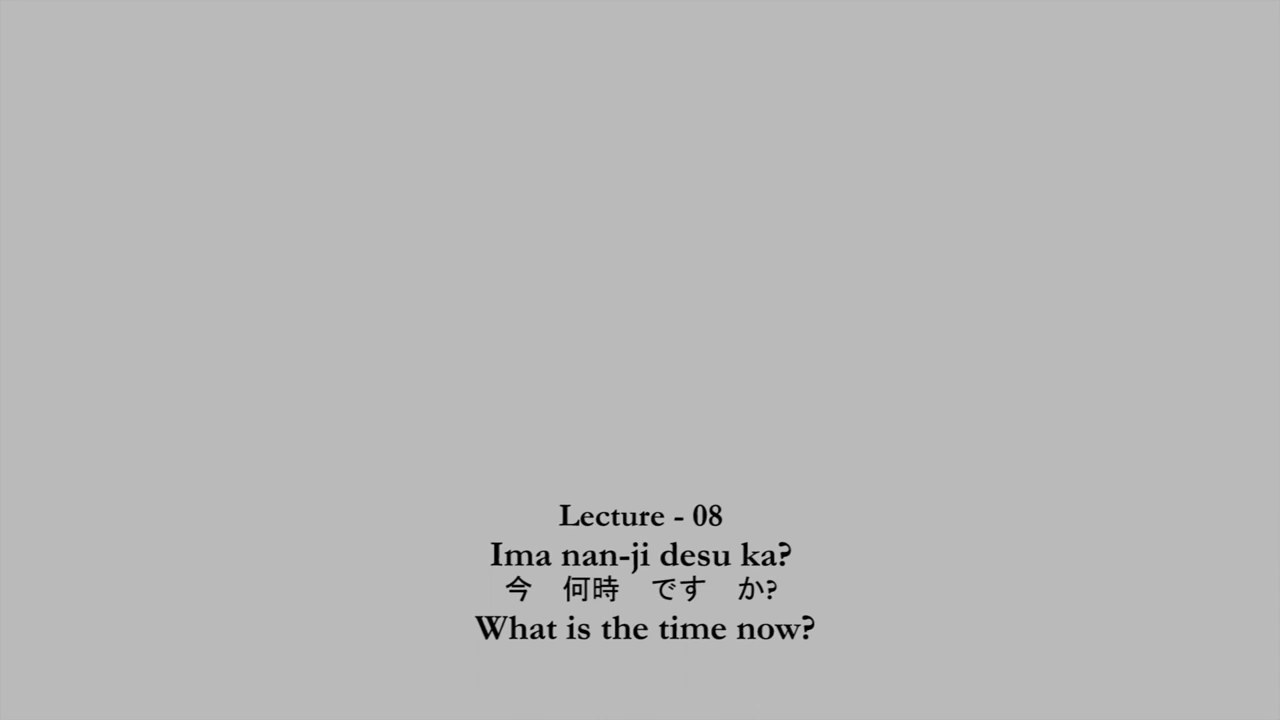 Lecture - 08
Ima nan-ji desu ka?
今　何時　です　か?
What is the time now?